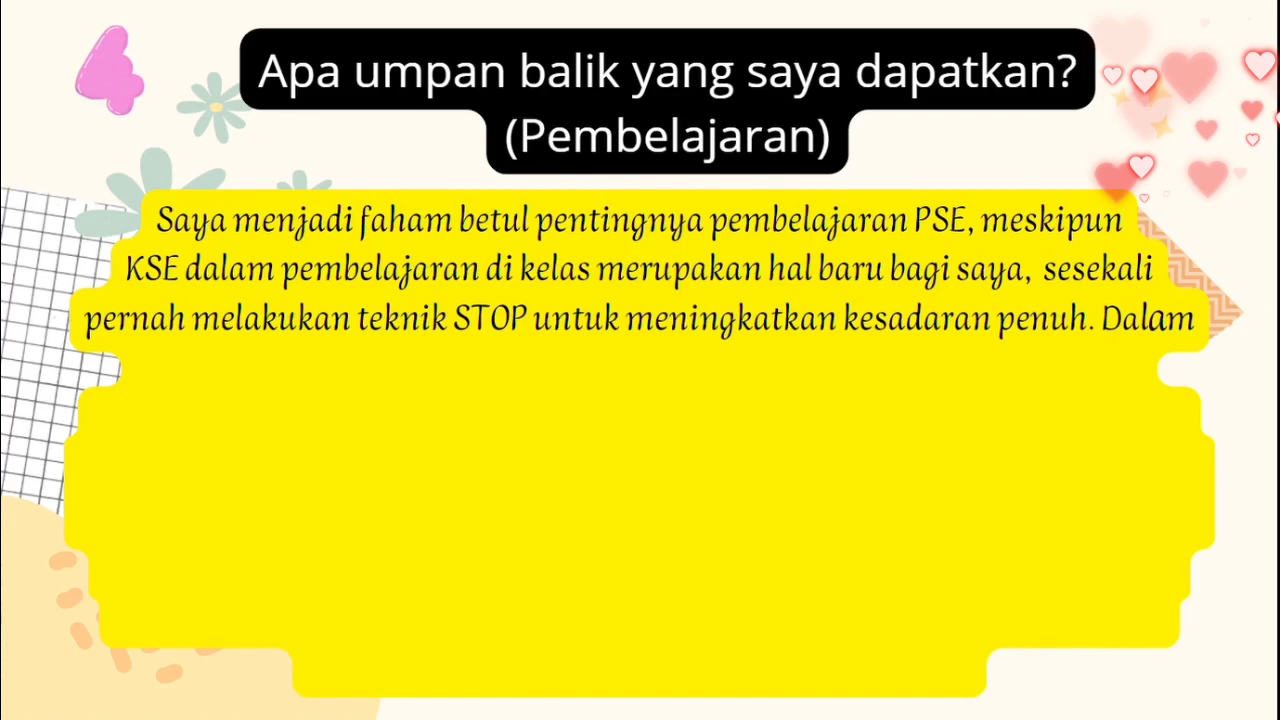 4
Apa umpan balik yang saya dapatkan?
(Pembelajaran)
Saya menjadi faham betul pentingnya pembelajaran PSE, meskipun
KSE dalam pembelajaran di kelas merupakan hal baru bagi saya, sesekali
pernah melakukan teknik STOP untuk meningkatkan kesadaran penuh. Dalam